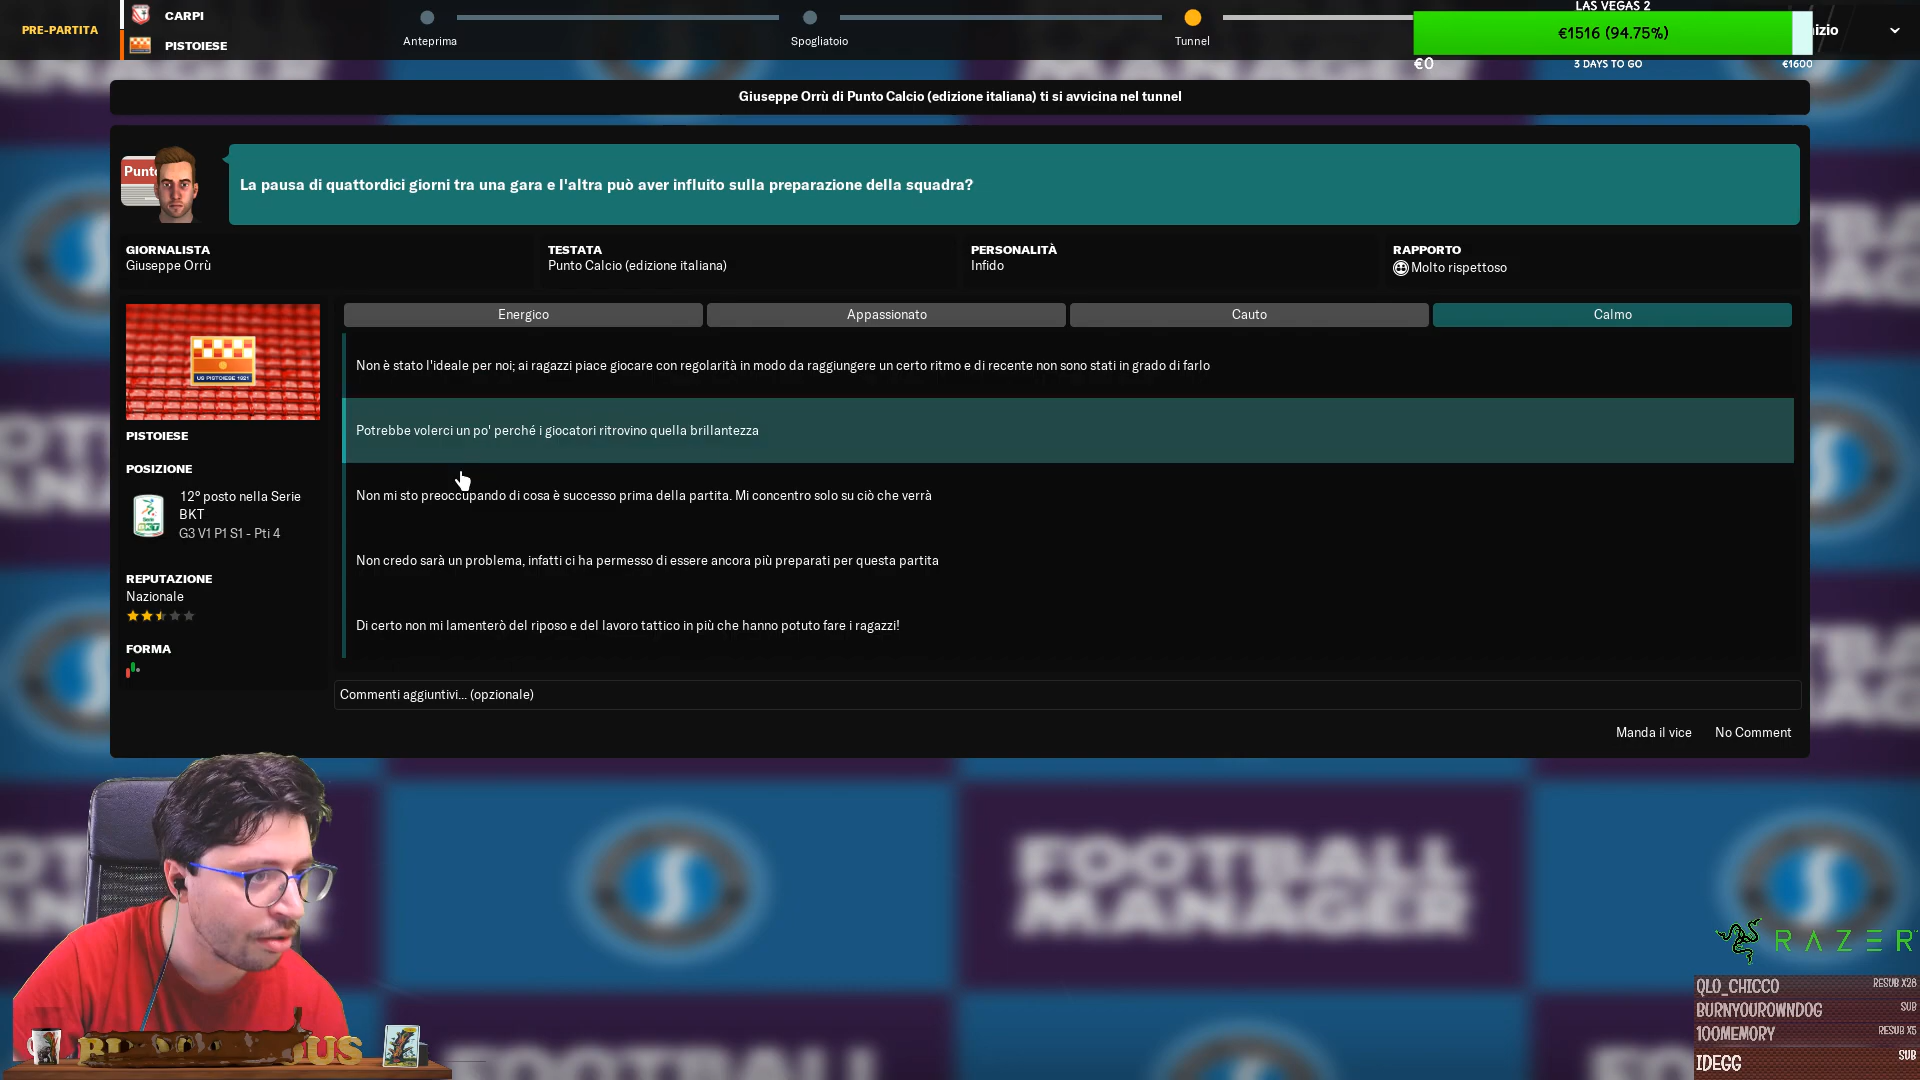 PRE-PARTITA
CARPI
PISTOIESE
Anteprima
Spogliatoio
Tunnel
LAS VEGAS 2
€1516 (94.75%)
€0
3 DAYS TO GO
€1600
Giuseppe Orrù di Punto Calcio (edizione italiana) ti si avvicina nel tunnel
La pausa di quattordici giorni tra una gara e l'altra può aver influito sulla preparazione della squadra?
GIORNALISTA
Giuseppe Orrù
TESTATA
Punto Calcio (edizione italiana)
PERSONALITÀ
Infido
RAPPORTO
Molto rispettoso
Energico
Appassionato
Cauto
Calmo
US PISTOIESE 1921
PISTOIESE
POSIZIONE
12º posto nella Serie
BKT
G3 V1 P1 S1 - Pti 4
REPUTAZIONE
Nazionale
FORMA
Non è stato l'ideale per noi; ai ragazzi piace giocare con regolarità in modo da raggiungere un certo ritmo e di recente non sono stati in grado di farlo
Potrebbe volerci un po' perché i giocatori ritrovino quella brillantezza
Non mi sto preoccupando di cosa è successo prima della partita. Mi concentro solo su ciò che verrà
Non credo sarà un problema, infatti ci ha permesso di essere ancora più preparati per questa partita
Di certo non mi lamenterò del riposo e del lavoro tattico in più che hanno potuto fare i ragazzi!
Commenti aggiuntivi... (opzionale)
Manda il vice
No Comment
FOOTBALL
MANAGER
RAZER
QLO_CHICCO
RESUB X26
BURNYOUROWNDOG
SUB
100MEMORY
RESUB X5
IDEGG
SUB